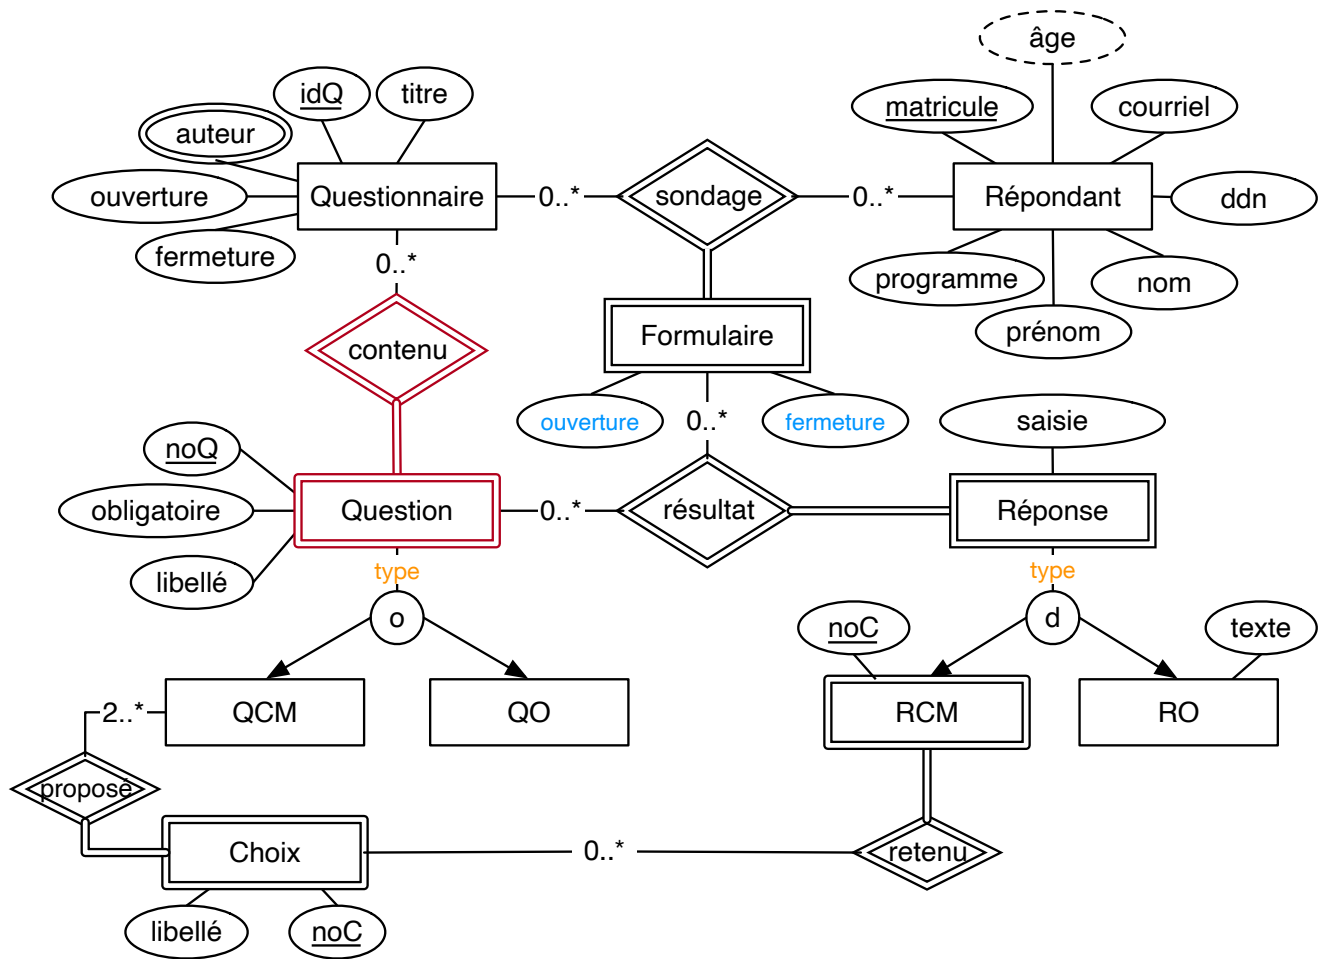 âge
idQ
titre
matricule
courriel
auteur
ouverture
Questionnaire
0..*
sondage
0..*
Répondant
ddn
fermeture
0..*
programme
nom
prénom
contenu
Formulaire
ouverture
0..*
fermeture
saisie
noQ
obligatoire
Question
0..*
résultat
Réponse
libellé
type
type
o
d
noC
texte
2..*
QCM
QO
RCM
RO
proposé
Choix
0..*
retenu
libellé
noC